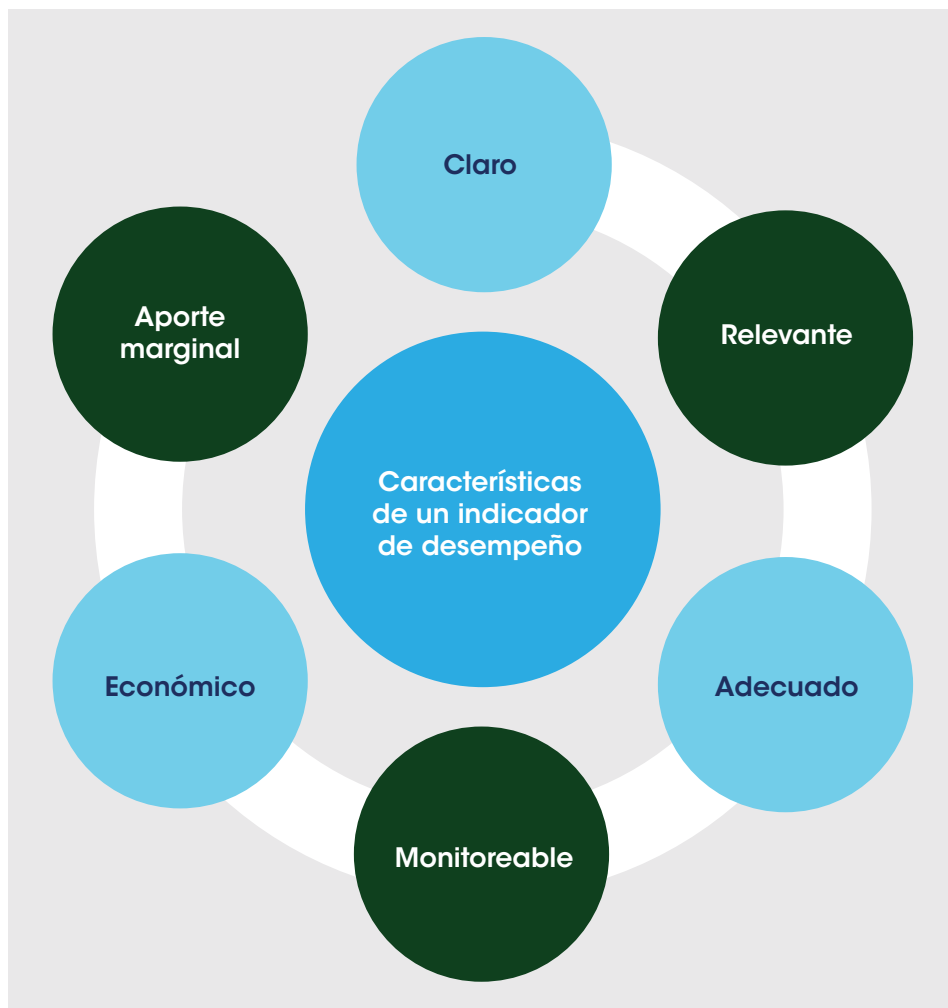 Claro
Relevante
Adecuado
Monitoreable
Económico
Aporte
marginal
Características
de un indicador
de desempeño